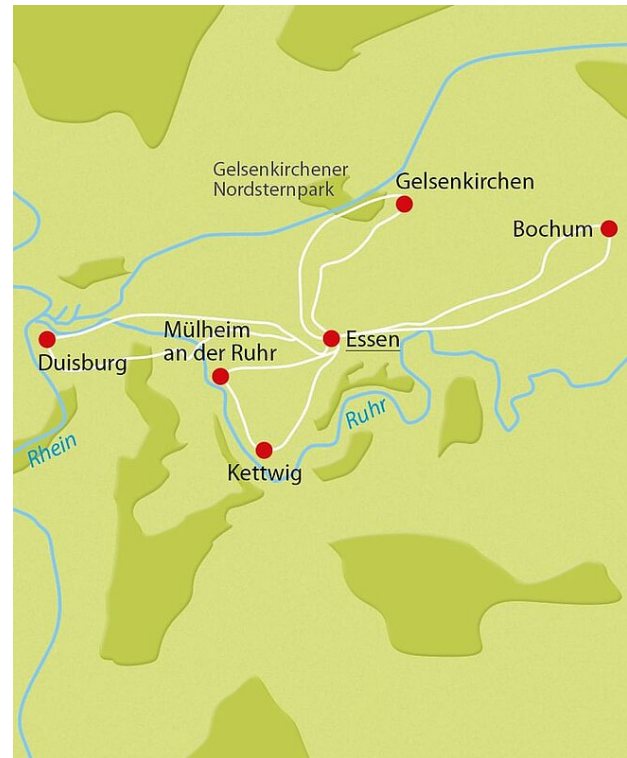 Gelsenkirchener
Nordsternpark
Gelsenkirchen
Bochum
Mülheim
an der Ruhr
Essen
Duisburg
Ruhr
Rhein
Kettwig